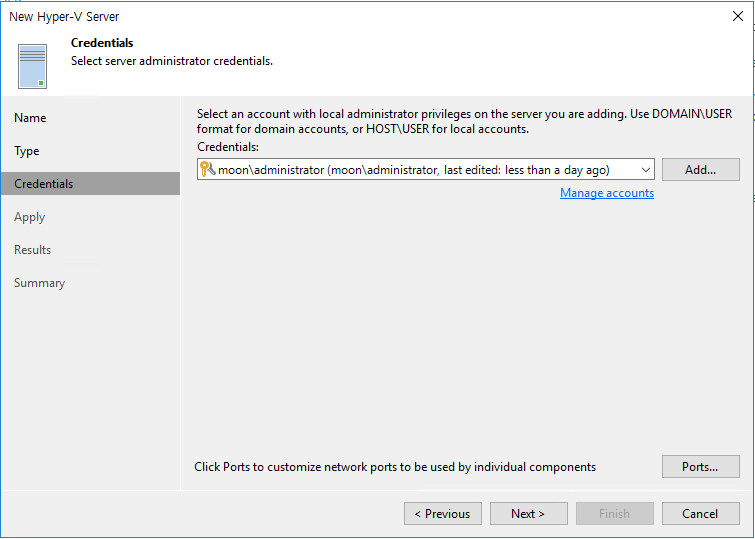 New Hyper-V Server
Credentials
Select server administrator credentials.
Name
Type
Credentials
Apply
Results
Summary
Select an account with local administrator privileges on the server you are adding. Use DOMAIN\USER
format for domain accounts, or HOST\USER for local accounts.
Credentials:
moon\administrator (moon\administrator, last edited: less than a day ago)
Add...
Manage accounts
Click Ports to customize network ports to be used by individual components
Ports...
< Previous
Next >
Finish
Cancel